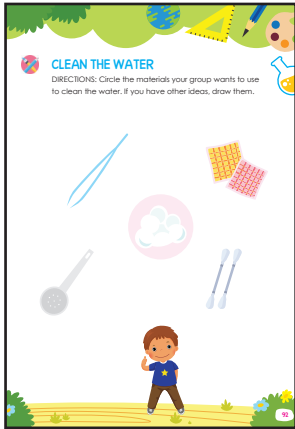 CLEAN THE WATER
DIRECTIONS: Circle the materials your group wants to use
to clean the water. If you have other ideas, draw them.
92